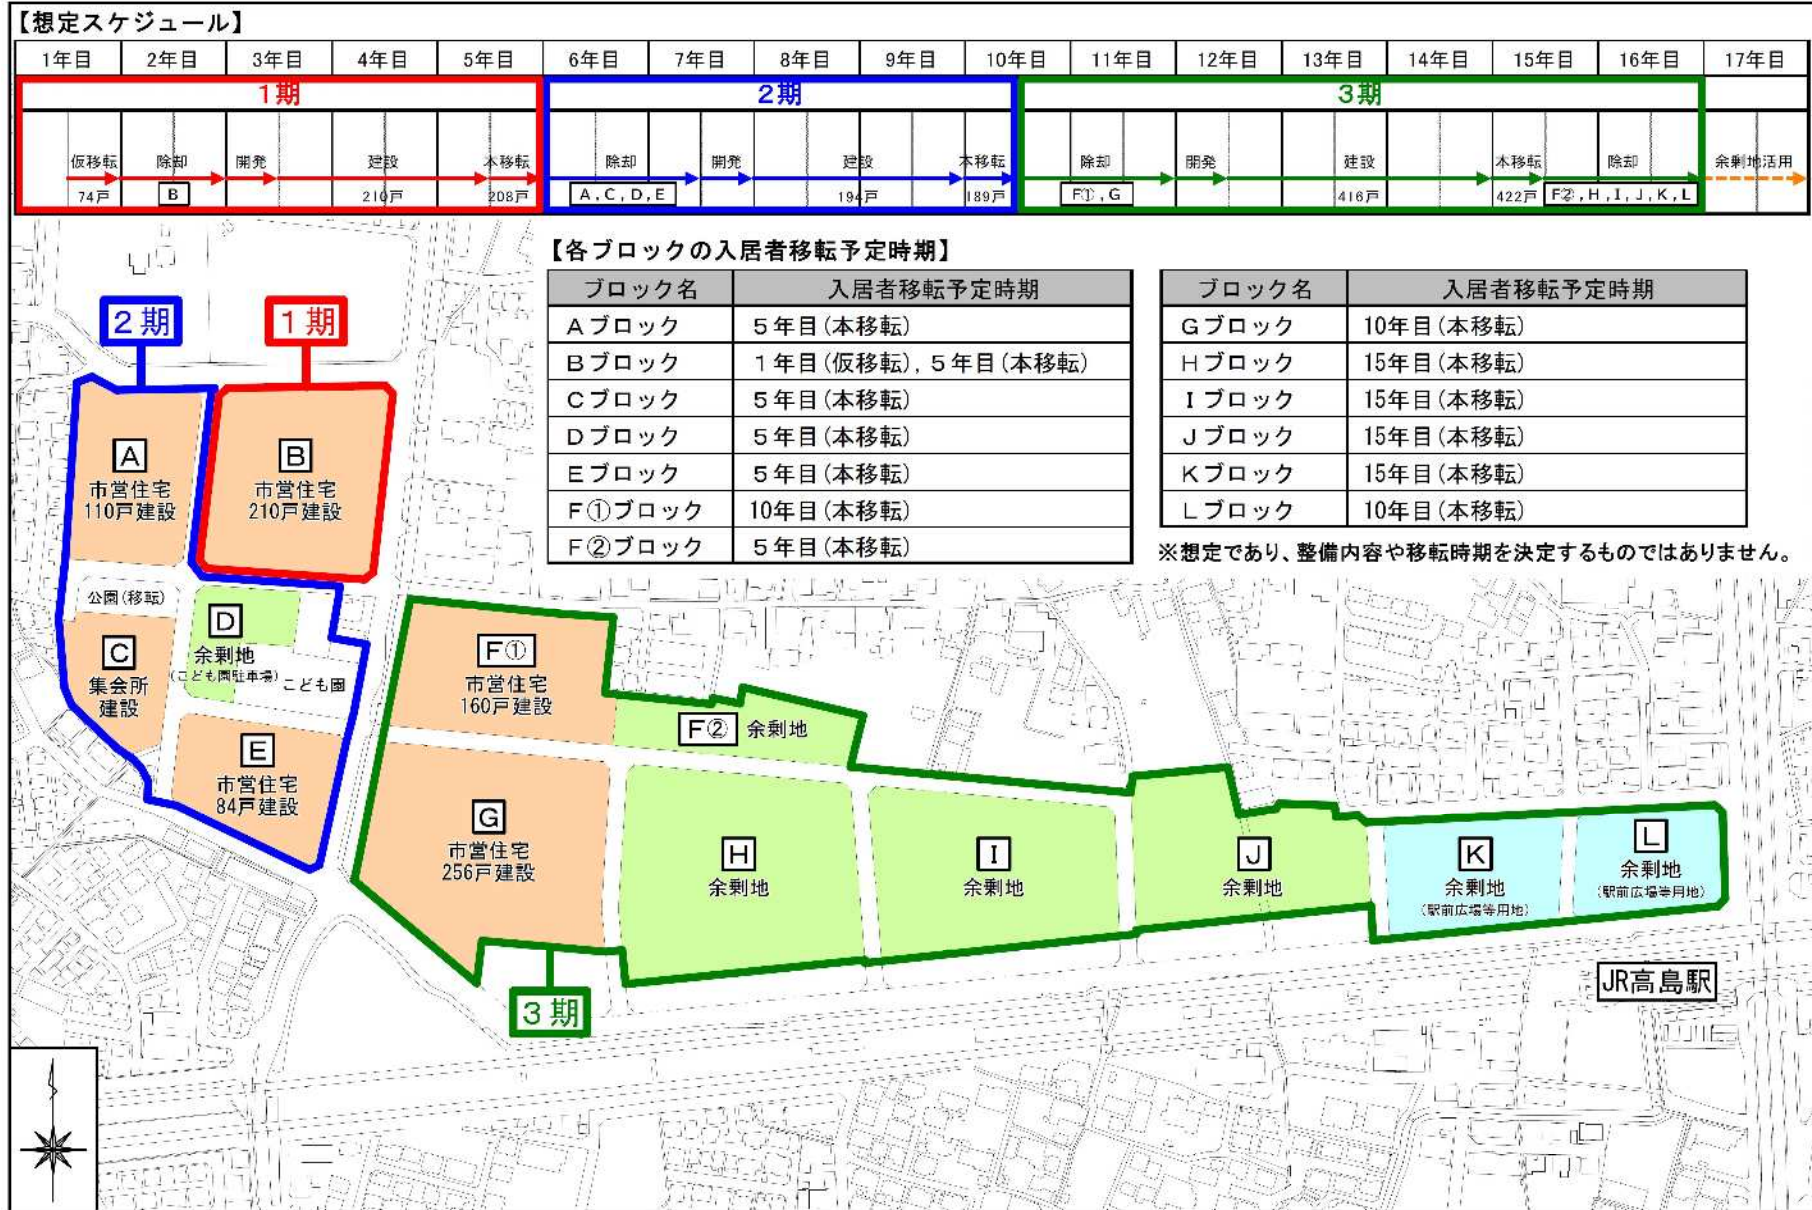 【想定スケジュール】
1年目 2年目 3年目 4年目 5年目 6年目 7年目 8年目 9年目 10年目 11年目 12年目 13年目 14年目 15年目 16年目 17年目
1期 2期 3期
仮移転 除却 開発 建設 本移転 除却 開発 建設 本移転 除却 開発 建設 本移転 除却 余剰地活用
74戸 B 210戸 208戸 A,C,D,E 194戸 189戸 F①,G 416戸 422戸 F②,H,I,J,K,L
【各ブロックの入居者移転予定時期】
ブロック名 入居者移転予定時期
Aブロック 5年目(本移転)
Bブロック 1年目(仮移転),5年目(本移転)
Cブロック 5年目(本移転)
Dブロック 5年目(本移転)
Eブロック 5年目(本移転)
F①ブロック 10年目(本移転)
F②ブロック 5年目(本移転)
ブロック名 入居者移転予定時期
Gブロック 10年目(本移転)
Hブロック 15年目(本移転)
Iブロック 15年目(本移転)
Jブロック 15年目(本移転)
Kブロック 15年目(本移転)
Lブロック 10年目(本移転)
※想定であり、整備内容や移転時期を決定するものではありません。
2期
1期
A
市営住宅
110戸建設
B
市営住宅
210戸建設
公園(移転)
C
集会所
建設
D
余剰地
(こども園駐車場)
こども園
E
市営住宅
84戸建設
F①
市営住宅
160戸建設
F② 余剰地
G
市営住宅
256戸建設
H
余剰地
I
余剰地
J
余剰地
K
余剰地
(駅前広場等用地)
L
余剰地
(駅前広場等用地)
3期
JR高島駅